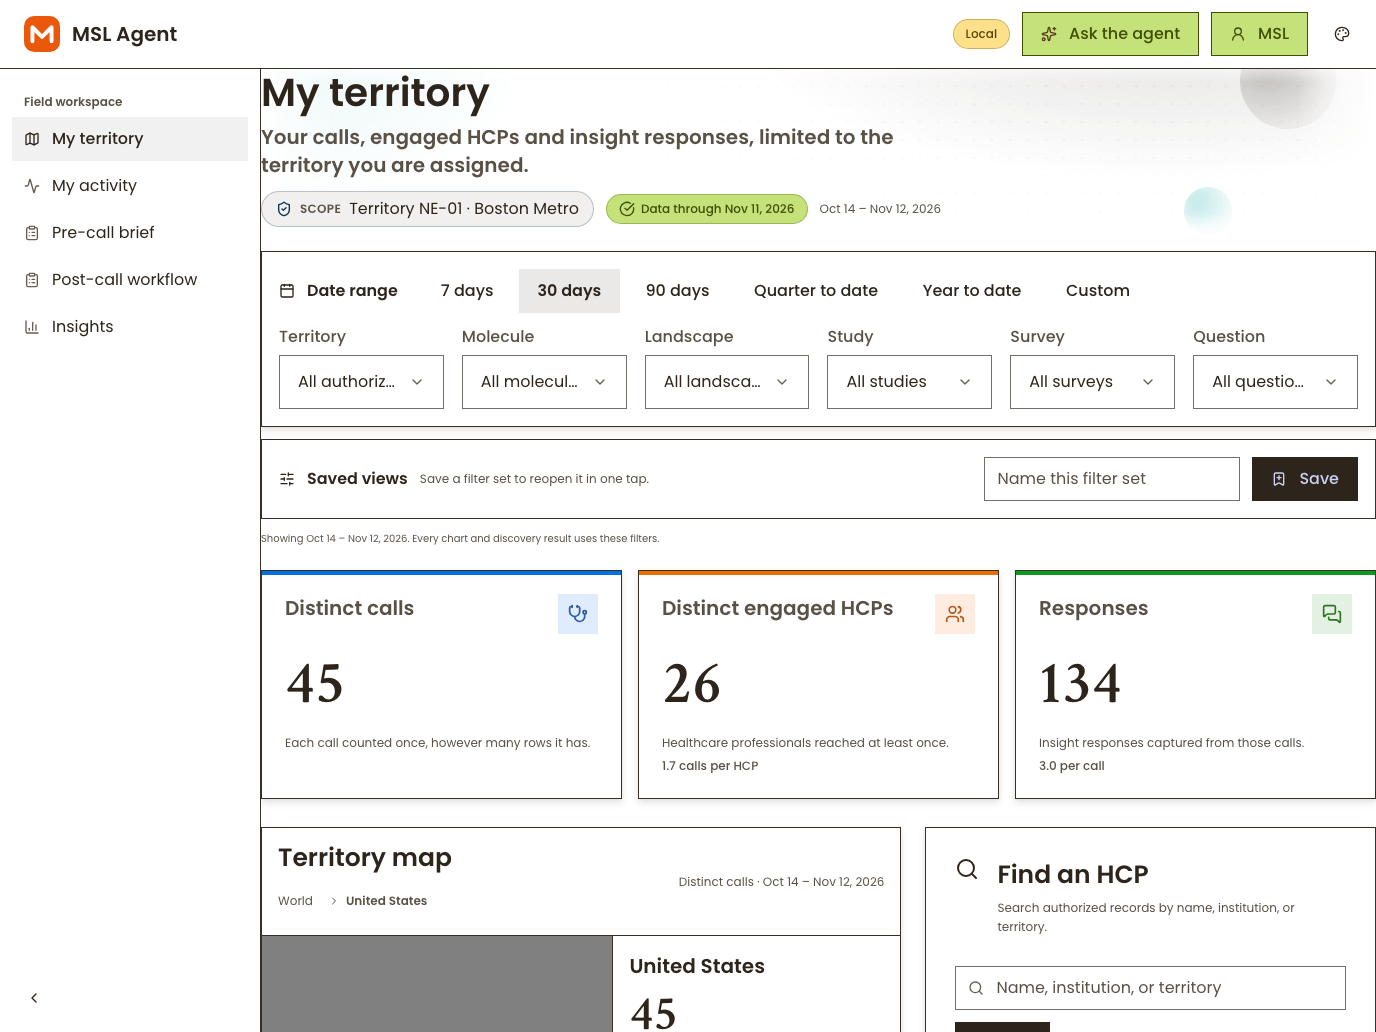 MSL Agent
Local
Ask the agent
MSL
Field workspace
My territory
My activity
Pre-call brief
Post-call workflow
Insights
My territory
Your calls, engaged HCPs and insight responses, limited to the
territory you are assigned.
SCOPE Territory NE-01 · Boston Metro
Data through Nov 11, 2026
Oct 14 – Nov 12, 2026
Date range
7 days
30 days
90 days
Quarter to date
Year to date
Custom
Territory
Molecule
Landscape
Study
Survey
Question
All authoriz...
All molecul...
All landsca...
All studies
All surveys
All questio...
Saved views
Save a filter set to reopen it in one tap.
Name this filter set
Save
Showing Oct 14 – Nov 12, 2026. Every chart and discovery result uses these filters.
Distinct calls
45
Each call counted once, however many rows it has.
Distinct engaged HCPs
26
Healthcare professionals reached at least once.
1.7 calls per HCP
Responses
134
Insight responses captured from those calls.
3.0 per call
Territory map
Distinct calls · Oct 14 – Nov 12, 2026
World > United States
United States
45
Find an HCP
Search authorized records by name, institution, or
territory.
Name, institution, or territory